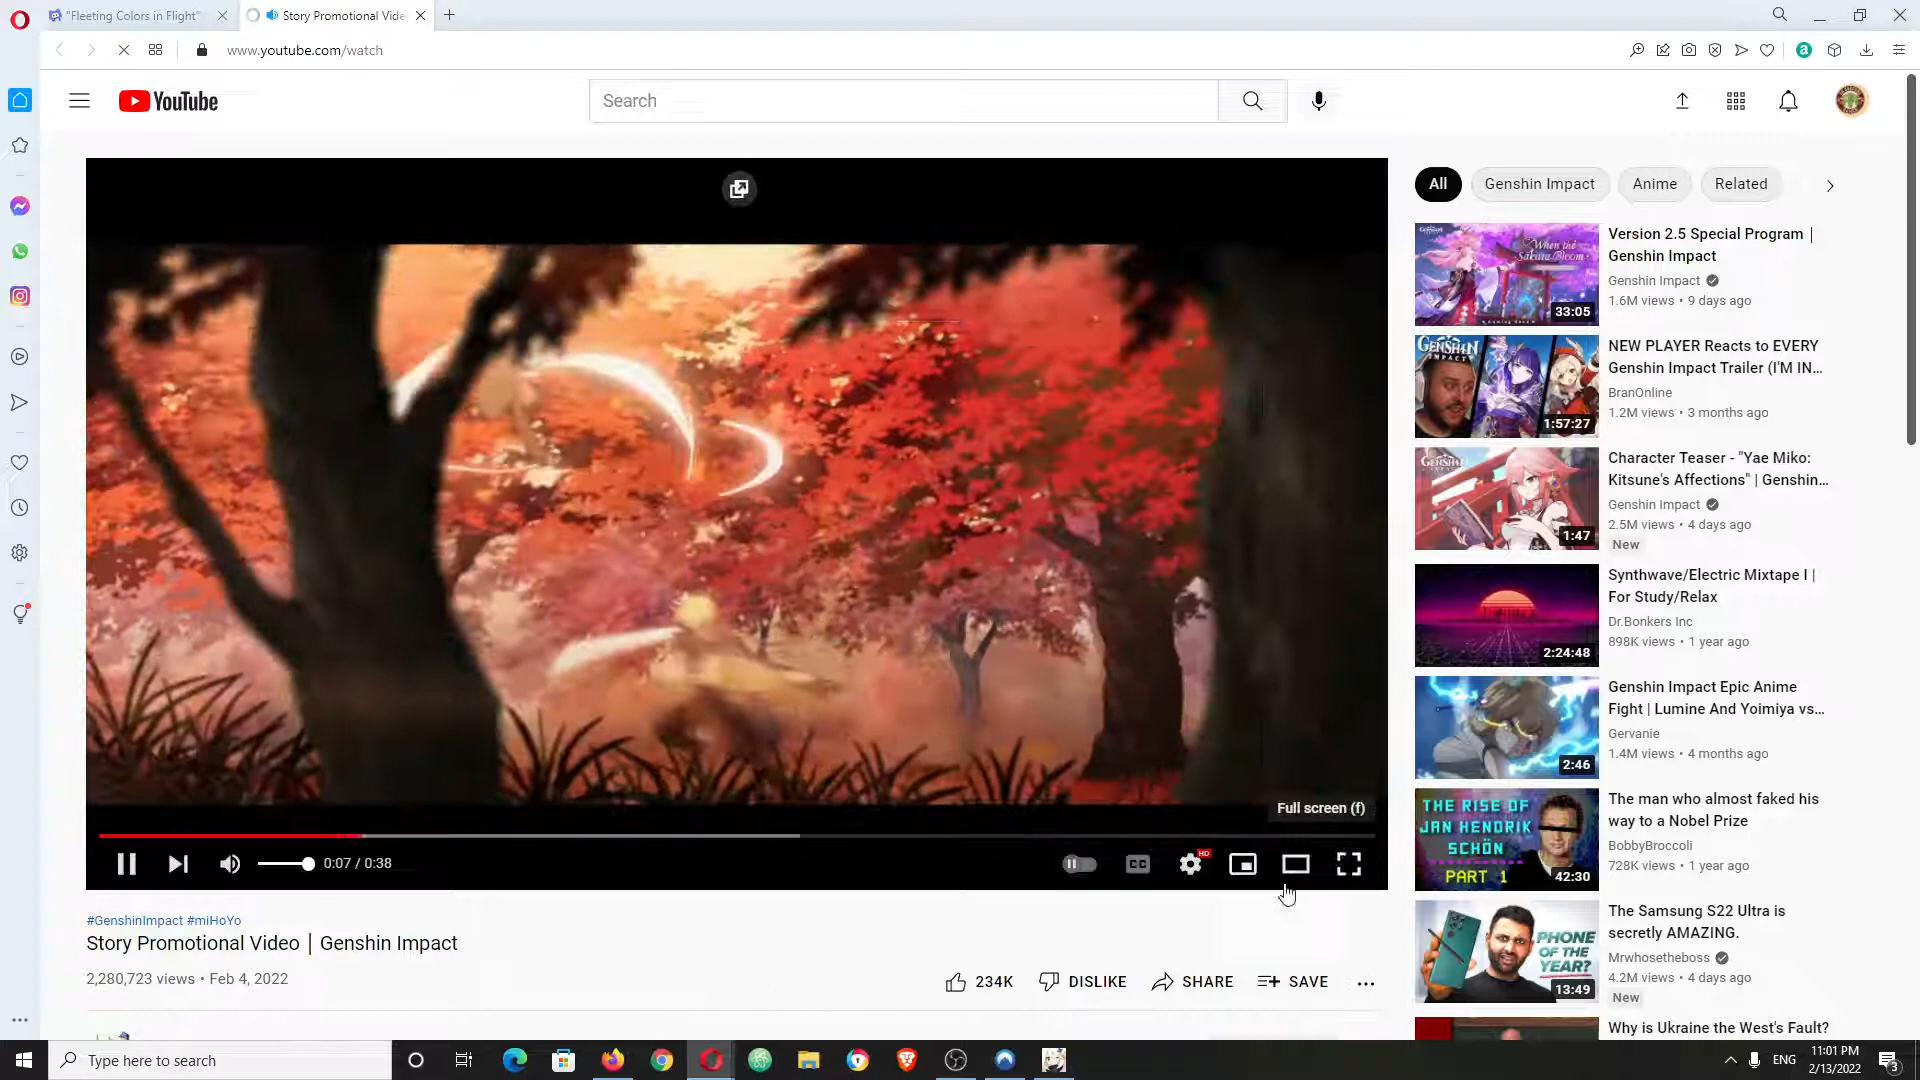 "Fleeting Colors in Flight"
Story Promotional Vide
www.youtube.com/watch
YouTube
Search
All
Genshin Impact
Anime
Related
When the
Sakura Bloom
33:05
Version 2.5 Special Program |
Genshin Impact
Genshin Impact
1.6M views • 9 days ago
GENSHIN
IMPACT
1:57:27
NEW PLAYER Reacts to EVERY
Genshin Impact Trailer (I'M IN...
BranOnline
1.2M views • 3 months ago
GENSHIN
1:47
Character Teaser - "Yae Miko:
Kitsune's Affections" | Genshin...
Genshin Impact
2.5M views • 4 days ago
New
2:24:48
Synthwave/Electric Mixtape I |
For Study/Relax
Dr.Bonkers Inc
898K views • 1 year ago
2:46
Genshin Impact Epic Anime
Fight | Lumine And Yoimiya vs...
Gervanie
1.4M views • 4 months ago
THE RISE OF
JAN HENDRIK
SCHÖN
PART 1
42:30
The man who almost faked his
way to a Nobel Prize
BobbyBroccoli
728K views • 1 year ago
PHONE
OF THE
YEAR?
13:49
The Samsung S22 Ultra is
secretly AMAZING.
Mrwhosetheboss
4.2M views • 4 days ago
New
Why is Ukraine the West's Fault?
Full screen (f)
0:07 / 0:38
CC
HD
#GenshinImpact #miHoYo
Story Promotional Video | Genshin Impact
2,280,723 views • Feb 4, 2022
234K
DISLIKE
SHARE
SAVE
Type here to search
ENG
11:01 PM
2/13/2022
3